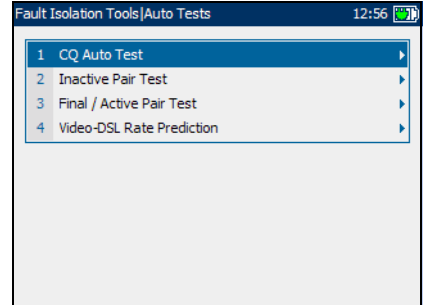 Fault Isolation Tools|Auto Tests 12:56
1 CQ Auto Test
2 Inactive Pair Test
3 Final / Active Pair Test
4 Video-DSL Rate Prediction